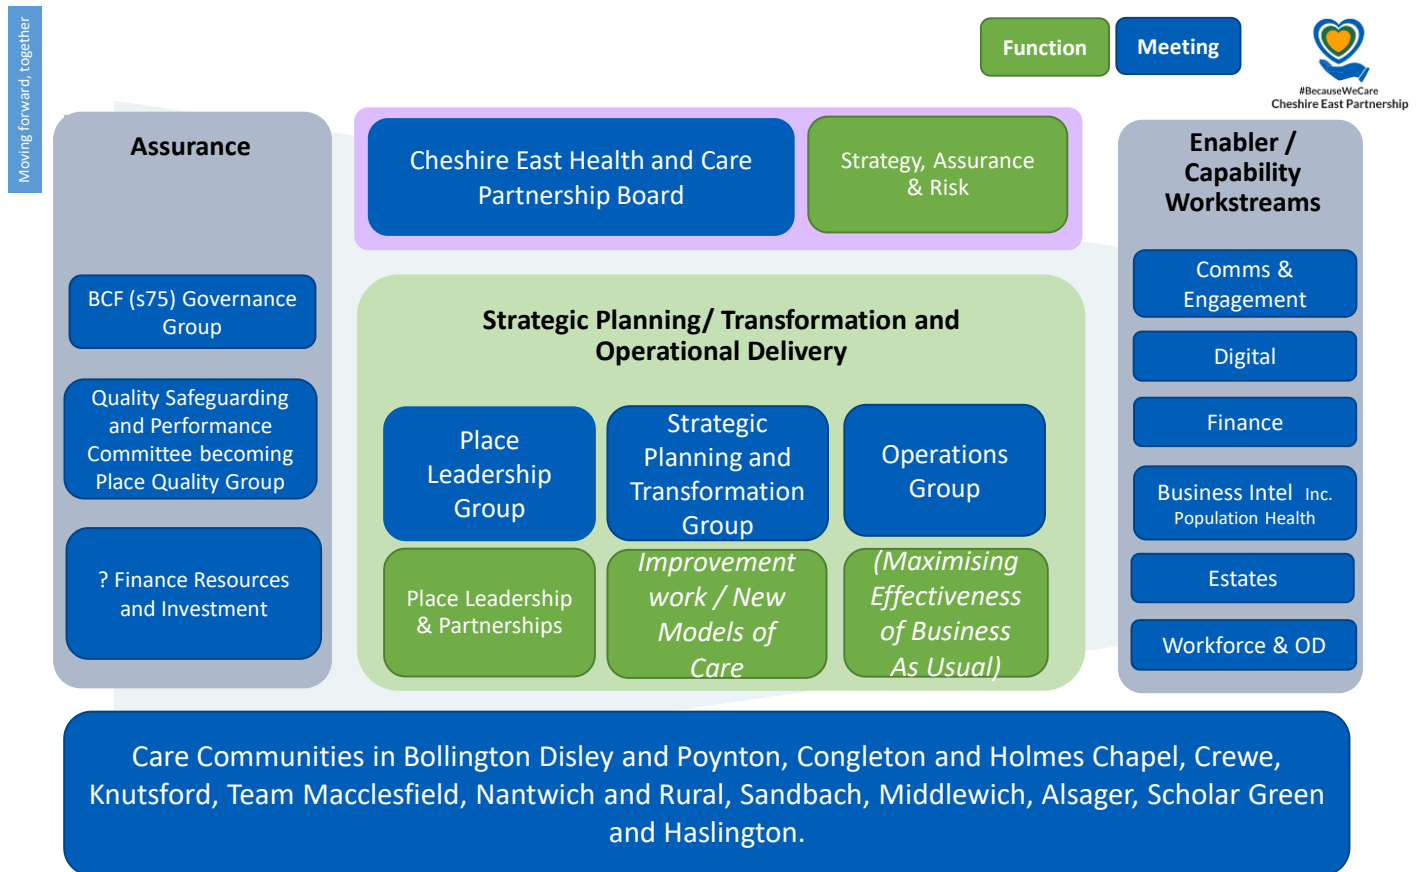 Moving forward, together
Function
Meeting
#BecauseWeCare
Cheshire East Partnership
Assurance
BCF (s75) Governance
Group
Quality Safeguarding
and Performance
Committee becoming
Place Quality Group
? Finance Resources
and Investment
Cheshire East Health and Care
Partnership Board
Strategy, Assurance
& Risk
Strategic Planning/ Transformation and
Operational Delivery
Place
Leadership
Group
Strategic
Planning and
Transformation
Group
Operations
Group
Place Leadership
& Partnerships
Improvement
work / New
Models of
Care
(Maximising
Effectiveness
of Business
As Usual)
Enabler /
Capability
Workstreams
Comms &
Engagement
Digital
Finance
Business Intel Inc.
Population Health
Estates
Workforce & OD
Care Communities in Bollington Disley and Poynton, Congleton and Holmes Chapel, Crewe,
Knutsford, Team Macclesfield, Nantwich and Rural, Sandbach, Middlewich, Alsager, Scholar Green
and Haslington.